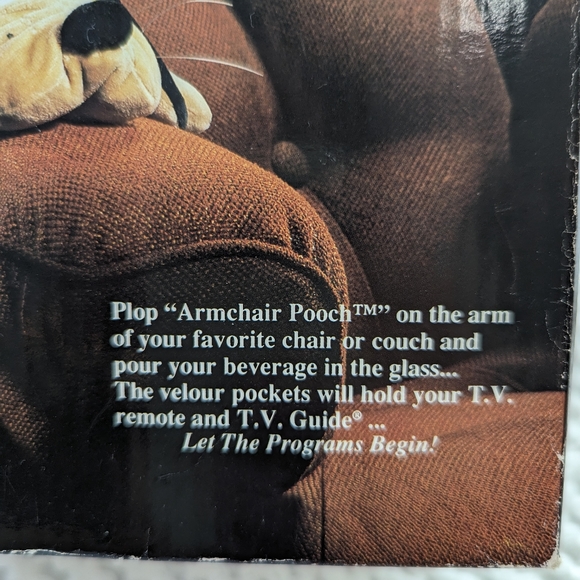 Plop “Armchair Pooch™” on the arm
of your favorite chair or couch and
pour your beverage in the glass...
The velour pockets will hold your T.V.
remote and T.V. Guide® ...
Let The Programs Begin!